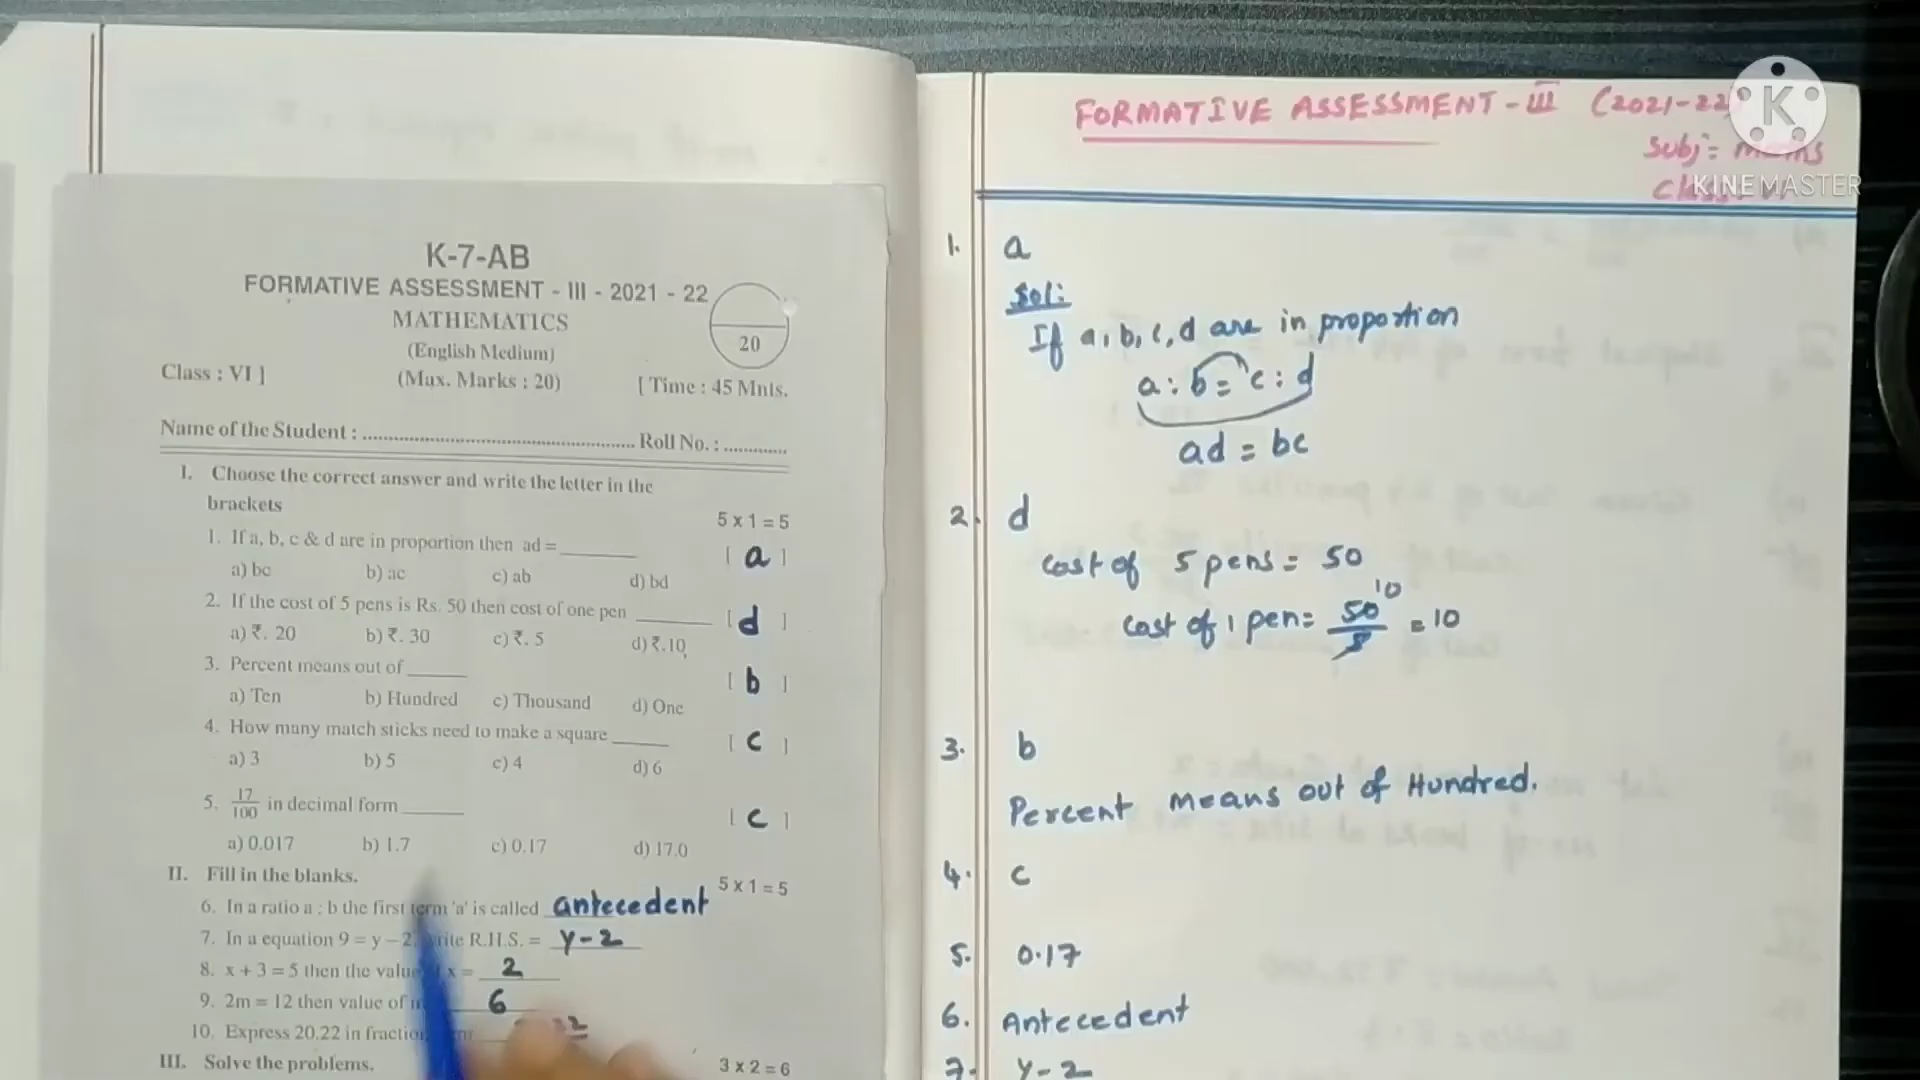 K-7-AB
FORMATIVE ASSESSMENT - III - 2021 - 22
MATHEMATICS
(English Medium)
20
Class : VI ]
(Max. Marks : 20)
[ Time : 45 Mnts.
Name of the Student : .......................................... Roll No. : ............
I. Choose the correct answer and write the letter in the
brackets
5 x 1 = 5
1. If a, b, c & d are in proportion then ad = ________ [ a ]
a) bc b) ac c) ab d) bd
2. If the cost of 5 pens is Rs. 50 then cost of one pen ________ [ d ]
a) ₹. 20 b) ₹. 30 c) ₹. 5 d) ₹.10
3. Percent means out of ______ [ b ]
a) Ten b) Hundred c) Thousand d) One
4. How many match sticks need to make a square ______ [ c ]
a) 3 b) 5 c) 4 d) 6
5. 17/100 in decimal form ______ [ c ]
a) 0.017 b) 1.7 c) 0.17 d) 17.0
II. Fill in the blanks.
5 x 1 = 5
6. In a ratio a : b the first term 'a' is called antecedent
7. In a equation 9 = y – 2, R.H.S. = y-2
8. x + 3 = 5 then the value x = 2
9. 2m = 12 then value of 6
10. Express 20.22 in
III. Solve the problems.
3 x 2 = 6
FORMATIVE ASSESSMENT - III (2021-22)
Subj:-
K
KINEMASTER
1. a
Sol:
If a, b, c, d are in proportion
a : b = c : d
ad = bc
2. d
cost of 5 pens = 50
cost of 1 pen = 50/5 = 10
10
3. b
Percent means out of Hundred.
4. c
5. 0.17
6. Antecedent
7. y-2